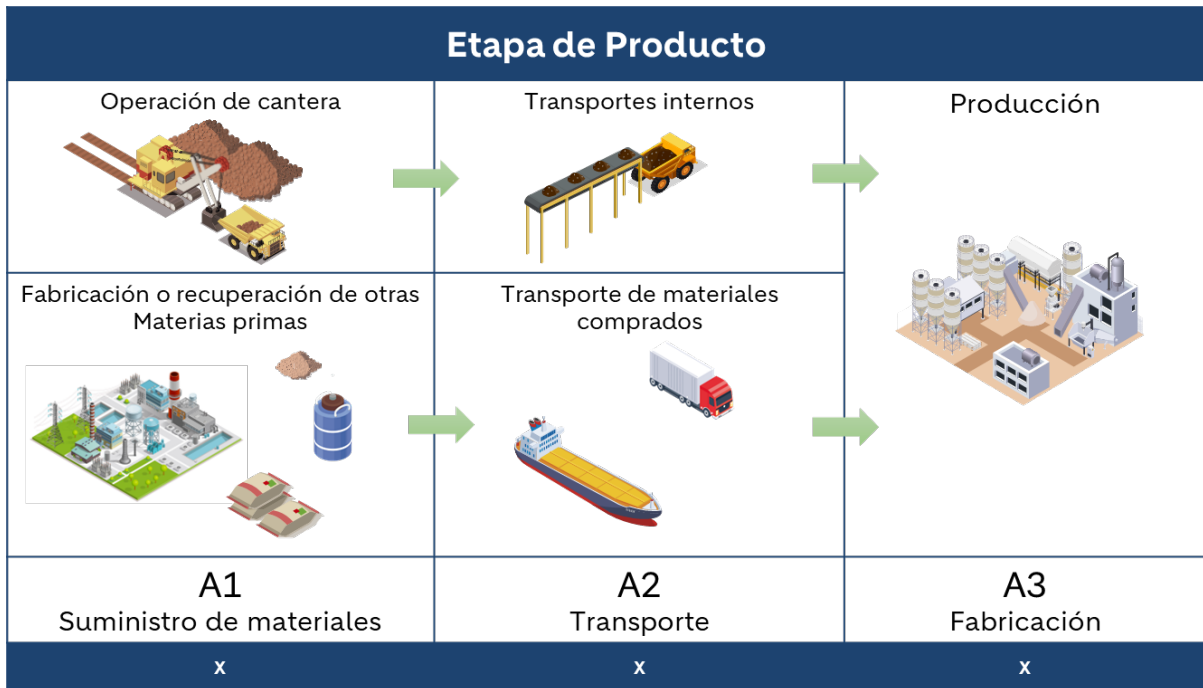 Etapa de Producto
Operación de cantera
Transportes internos
Producción
Fabricación o recuperación de otras
Materias primas
Transporte de materiales
comprados
A1
Suministro de materiales
A2
Transporte
A3
Fabricación
x
x
x